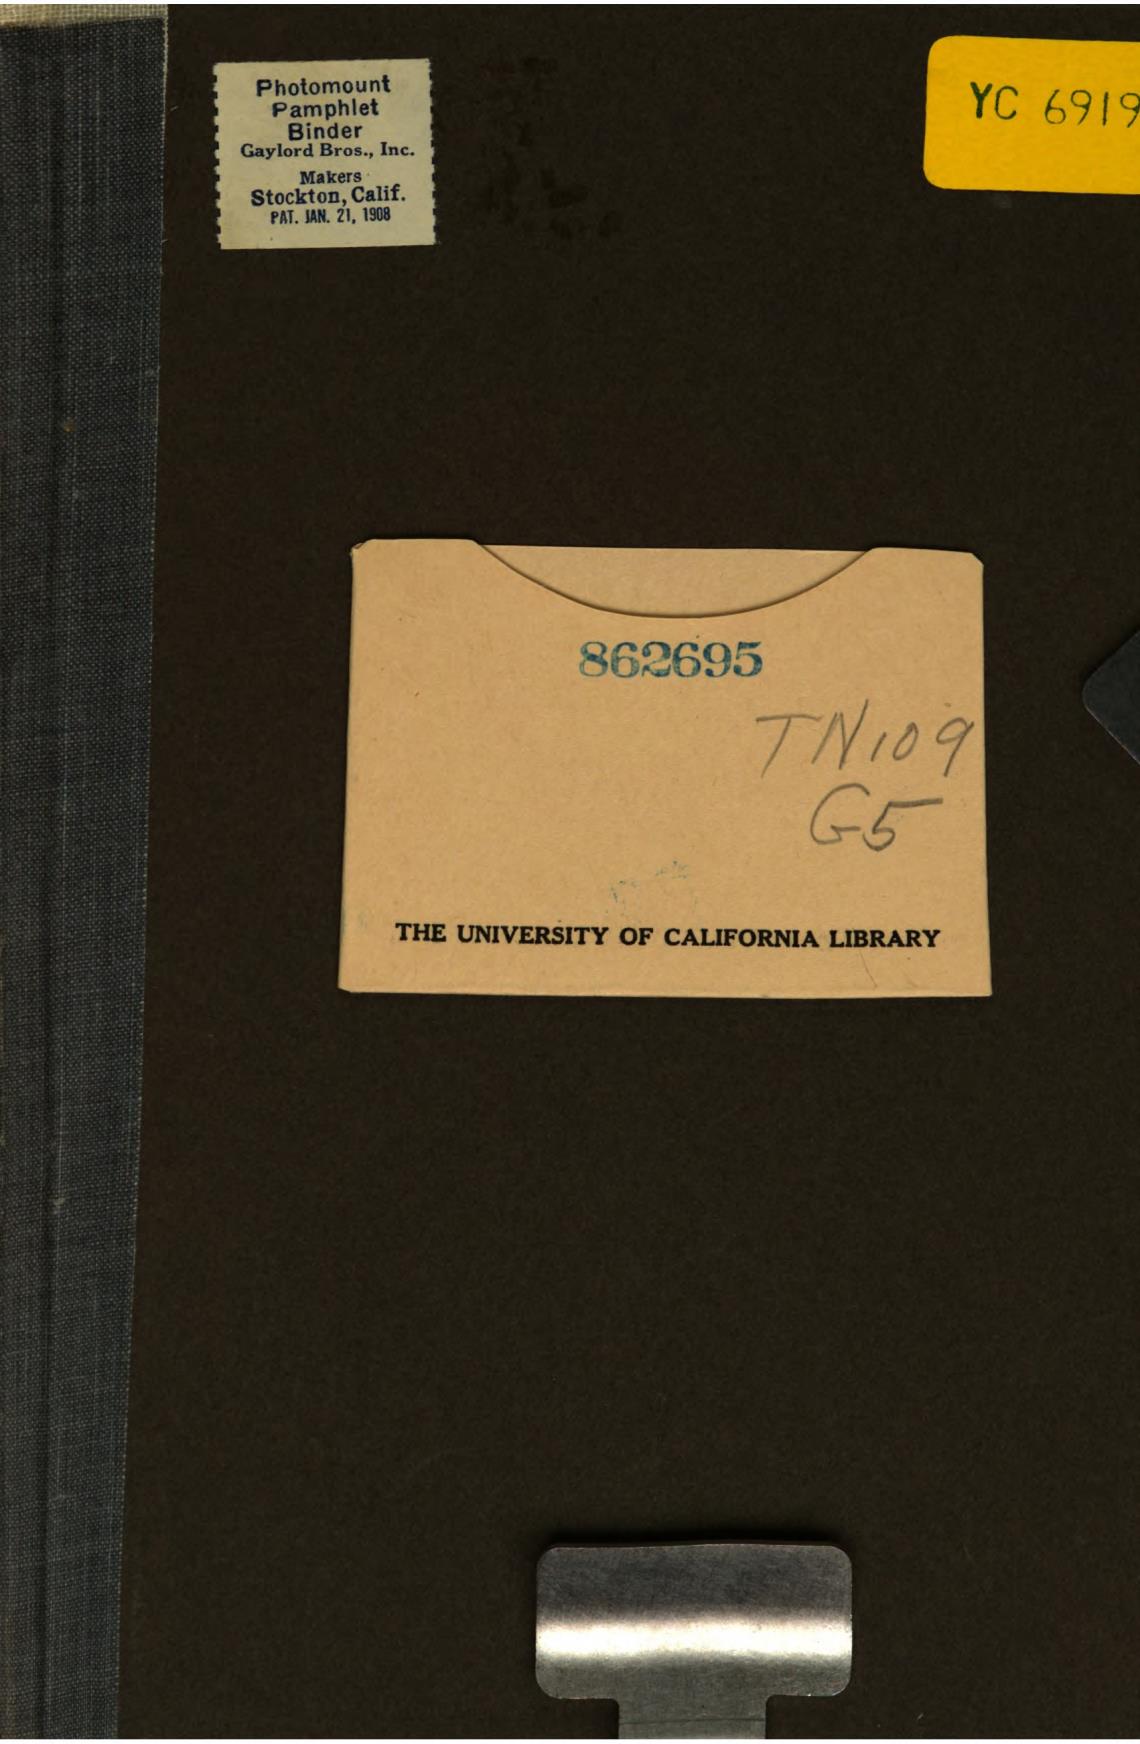 Photomount
Pamphlet
Binder
Gaylord Bros., Inc.
Makers
Stockton, Calif.
PAT. JAN. 21, 1908
YC 6919
862695
TN109
G5
THE UNIVERSITY OF CALIFORNIA LIBRARY